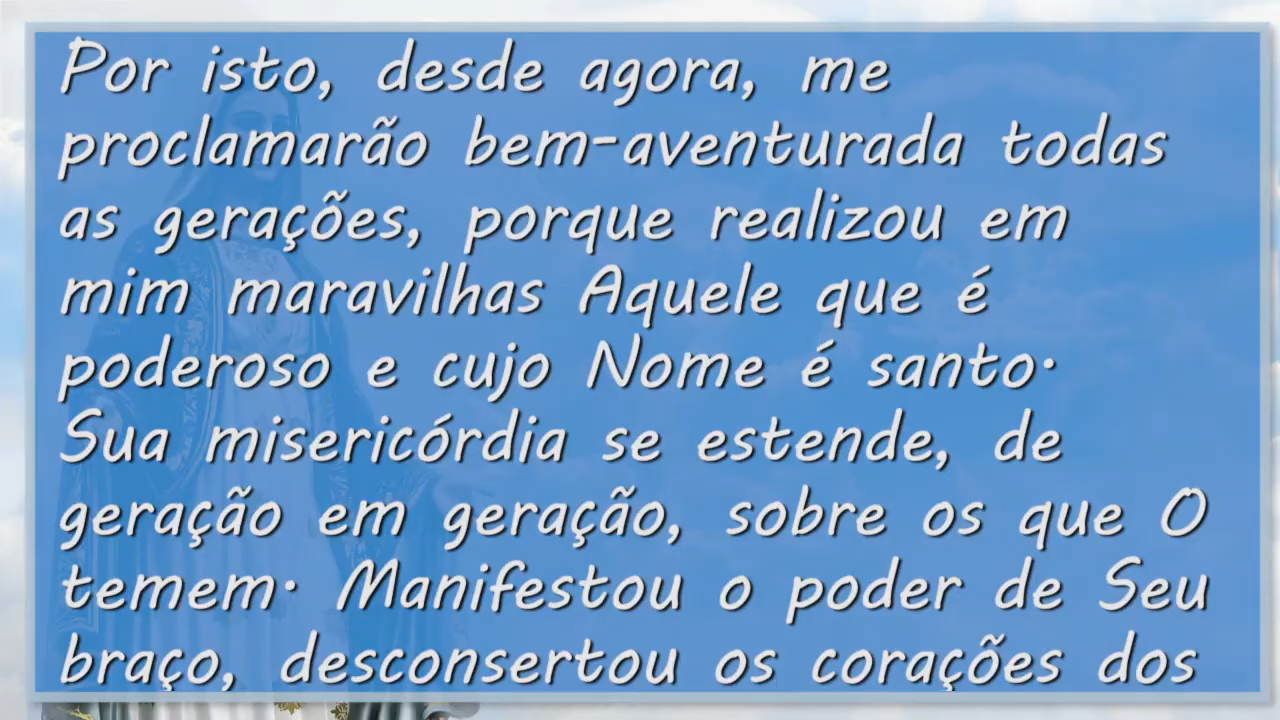 Por isto, desde agora, me
proclamarão bem-aventurada todas
as gerações, porque realizou em
mim maravilhas Aquele que é
poderoso e cujo Nome é santo·
Sua misericórdia se estende, de
geração em geração, sobre os que O
temem· Manifestou o poder de Seu
braço, desconsertou os corações dos